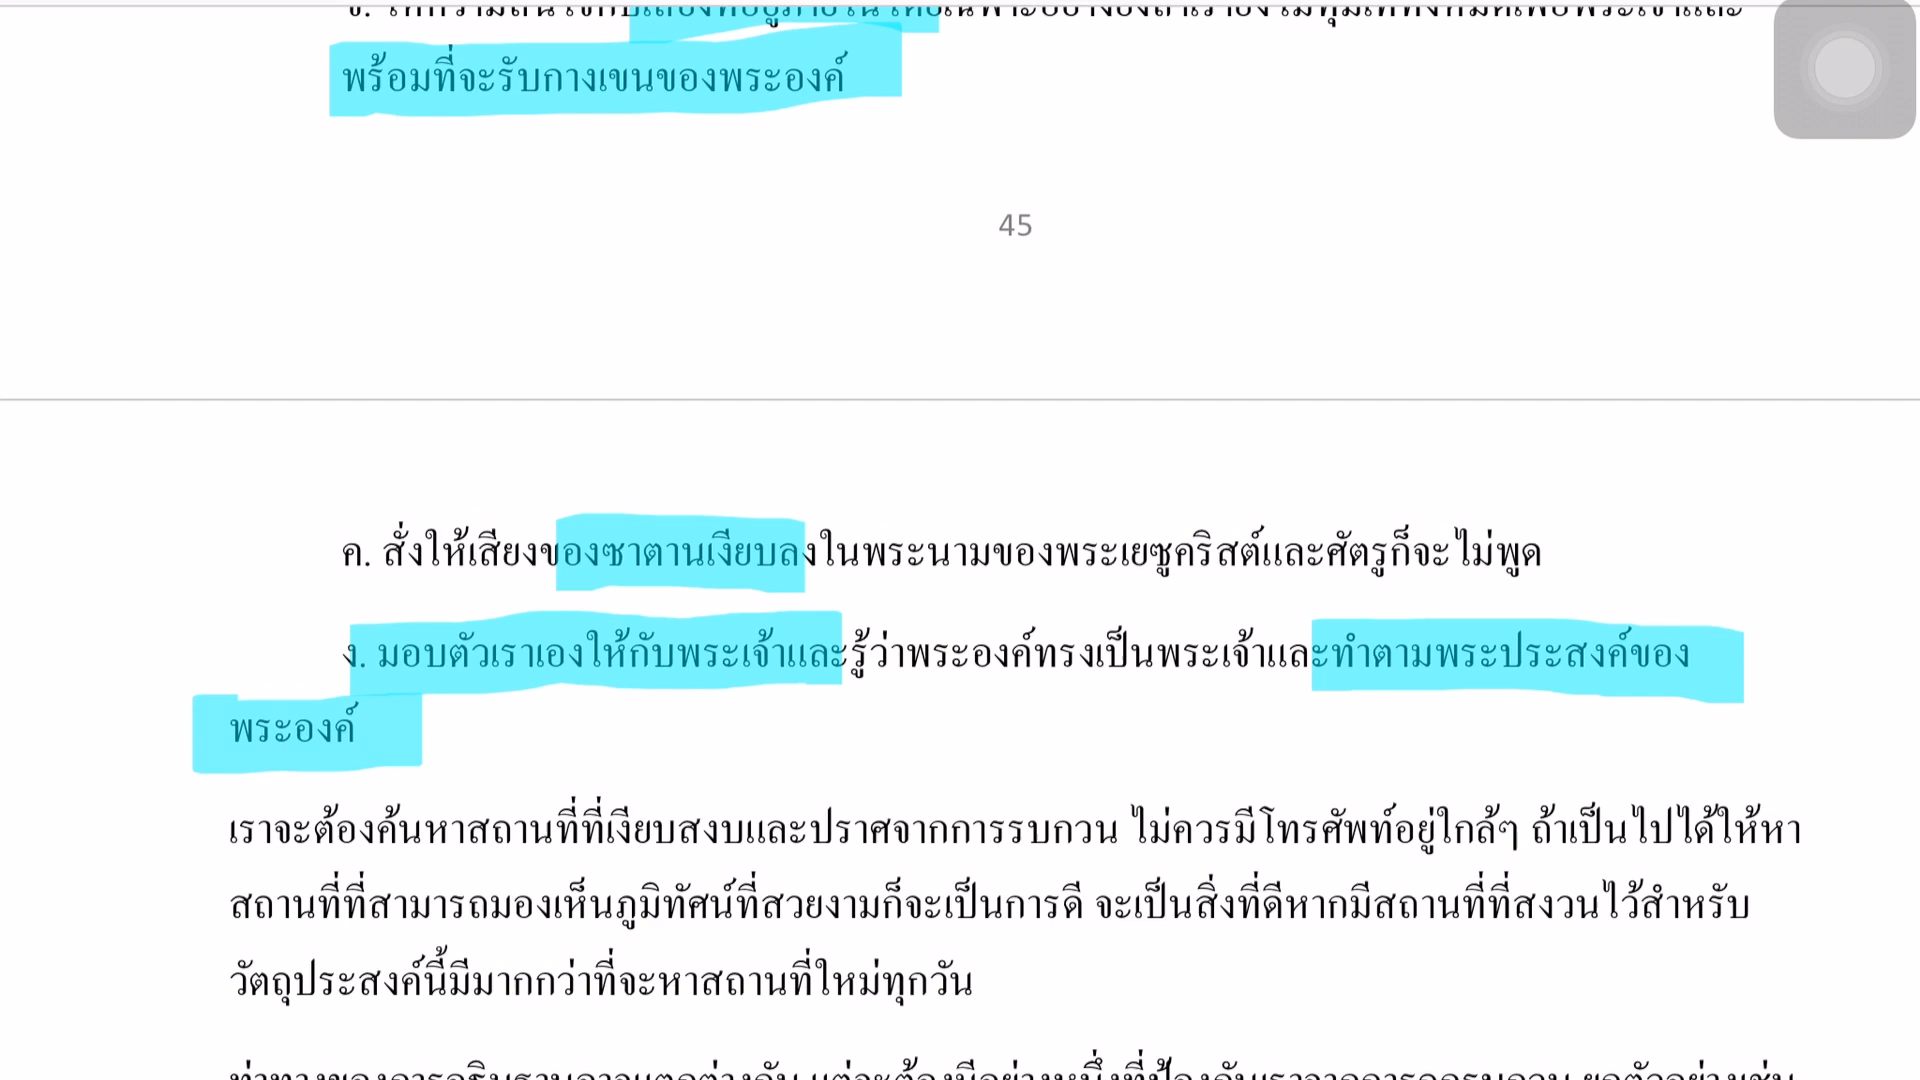 พร้อมที่จะรับกางเขนของพระองค์
45
ค. สั่งให้เสียงของซาตานเงียบลงในพระนามของพระเยซูคริสต์และศัตรูก็จะไม่พูด
ง. มอบตัวเราเองให้กับพระเจ้าและรู้ว่าพระองค์ทรงเป็นพระเจ้าและทำตามพระประสงค์ของ
พระองค์
เราจะต้องค้นหาสถานที่ที่เงียบสงบและปราศจากการรบกวน ไม่ควรมีโทรศัพท์อยู่ใกล้ๆ ถ้าเป็นไปได้ให้หา
สถานที่ที่สามารถมองเห็นภูมิทัศน์ที่สวยงามก็จะเป็นการดี จะเป็นสิ่งที่ดีหากมีสถานที่ที่สงวนไว้สำหรับ
วัตถุประสงค์นี้มีมากกว่าที่จะหาสถานที่ใหม่ทุกวัน